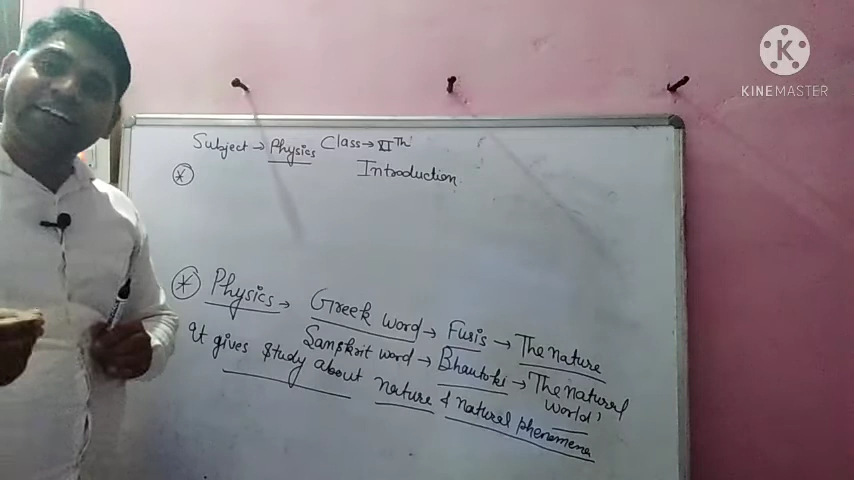 KINEMASTER
Subject → Physics Class → XI Th
Introduction
Physics → Greek word → Fusis → The nature
Sanskrit word → Bhautoki → The natural world'
It gives study about nature & natural phenomena